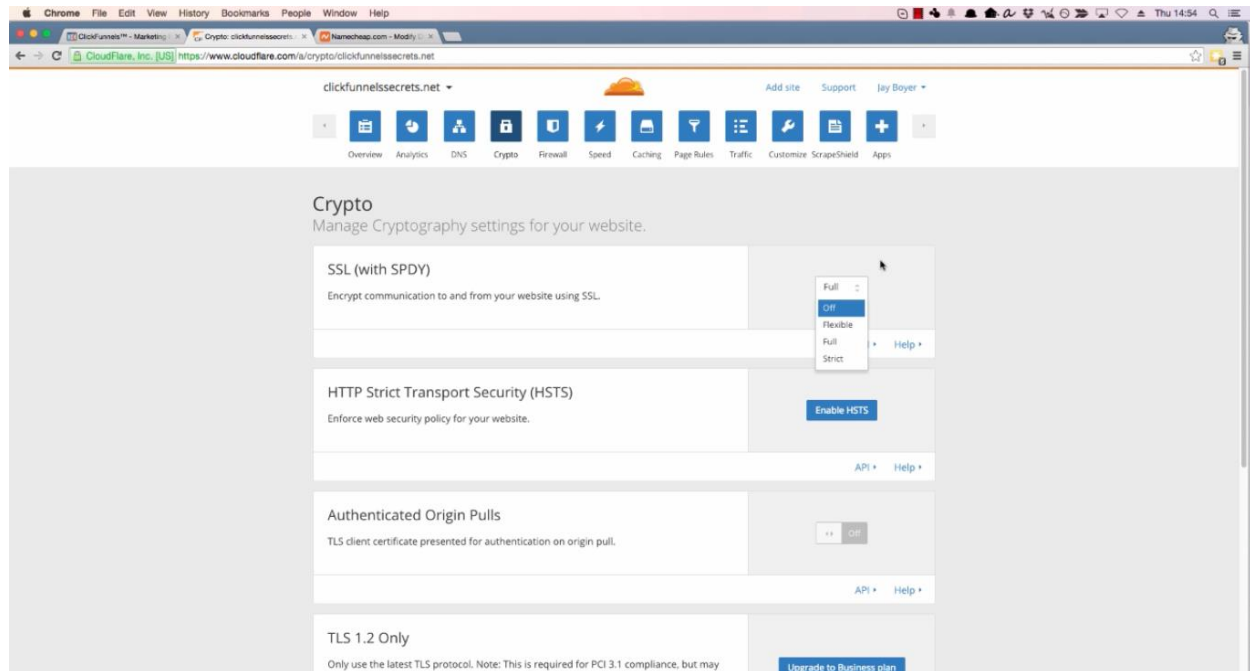 Chrome File Edit View History Bookmarks People Window Help
Thu 14:54
ClickFunnels™ - Marketing
Crypto: clickfunnelssecrets.
Namecheap.com - Modify D
CloudFlare, Inc. [US] https://www.cloudflare.com/a/crypto/clickfunnelssecrets.net
clickfunnelssecrets.net
Add site Support Jay Boyer
Overview Analytics DNS Crypto Firewall Speed Caching Page Rules Traffic Customize ScrapeShield Apps
Crypto
Manage Cryptography settings for your website.
SSL (with SPDY)
Encrypt communication to and from your website using SSL.
Full
Off
Flexible
Full
Strict
Help
HTTP Strict Transport Security (HSTS)
Enforce web security policy for your website.
Enable HSTS
API Help
Authenticated Origin Pulls
TLS client certificate presented for authentication on origin pull.
Off
API Help
TLS 1.2 Only
Only use the latest TLS protocol. Note: This is required for PCI 3.1 compliance, but may
Upgrade to Business plan